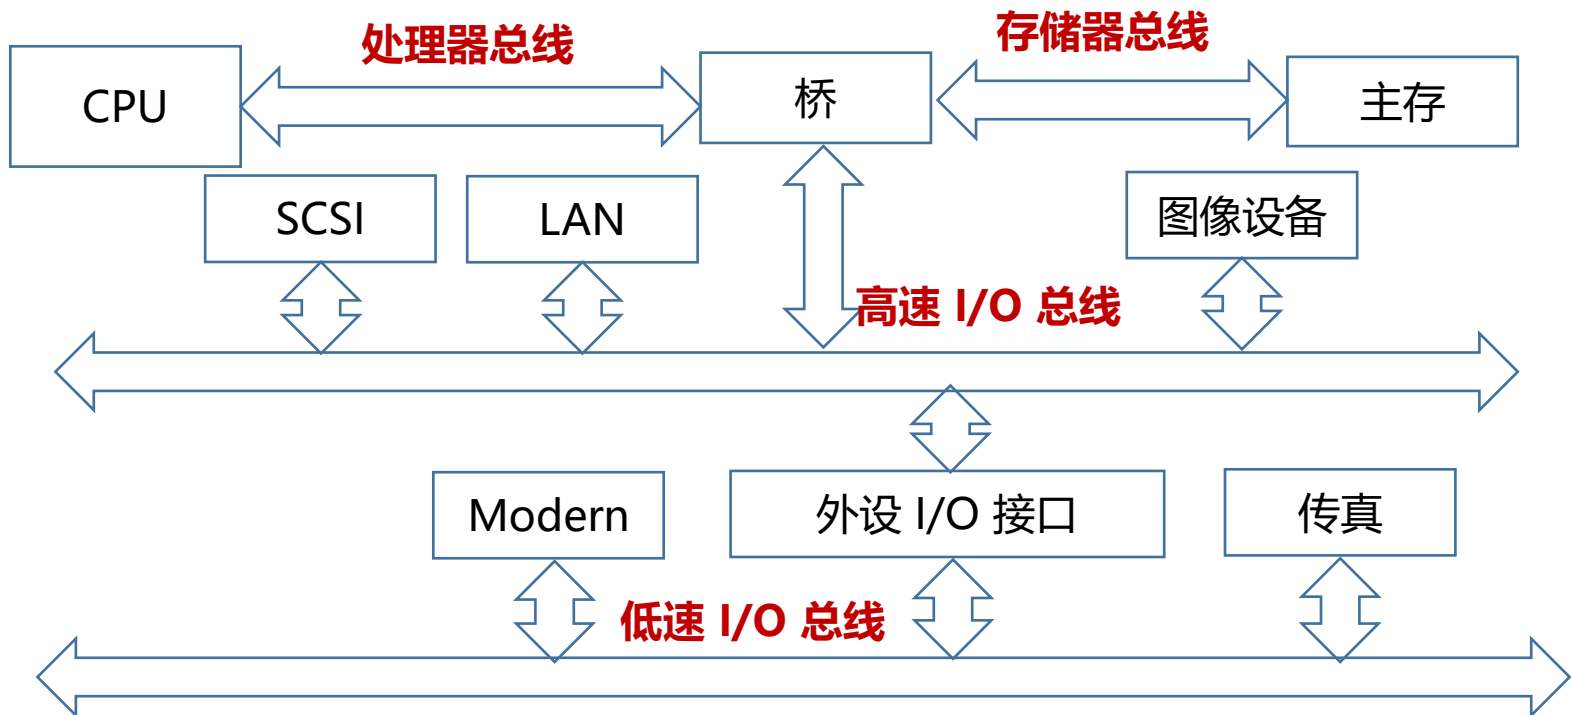 处理器总线
存储器总线
CPU
桥
主存
SCSI
LAN
图像设备
高速 I/O 总线
Modern
外设 I/O 接口
传真
低速 I/O 总线